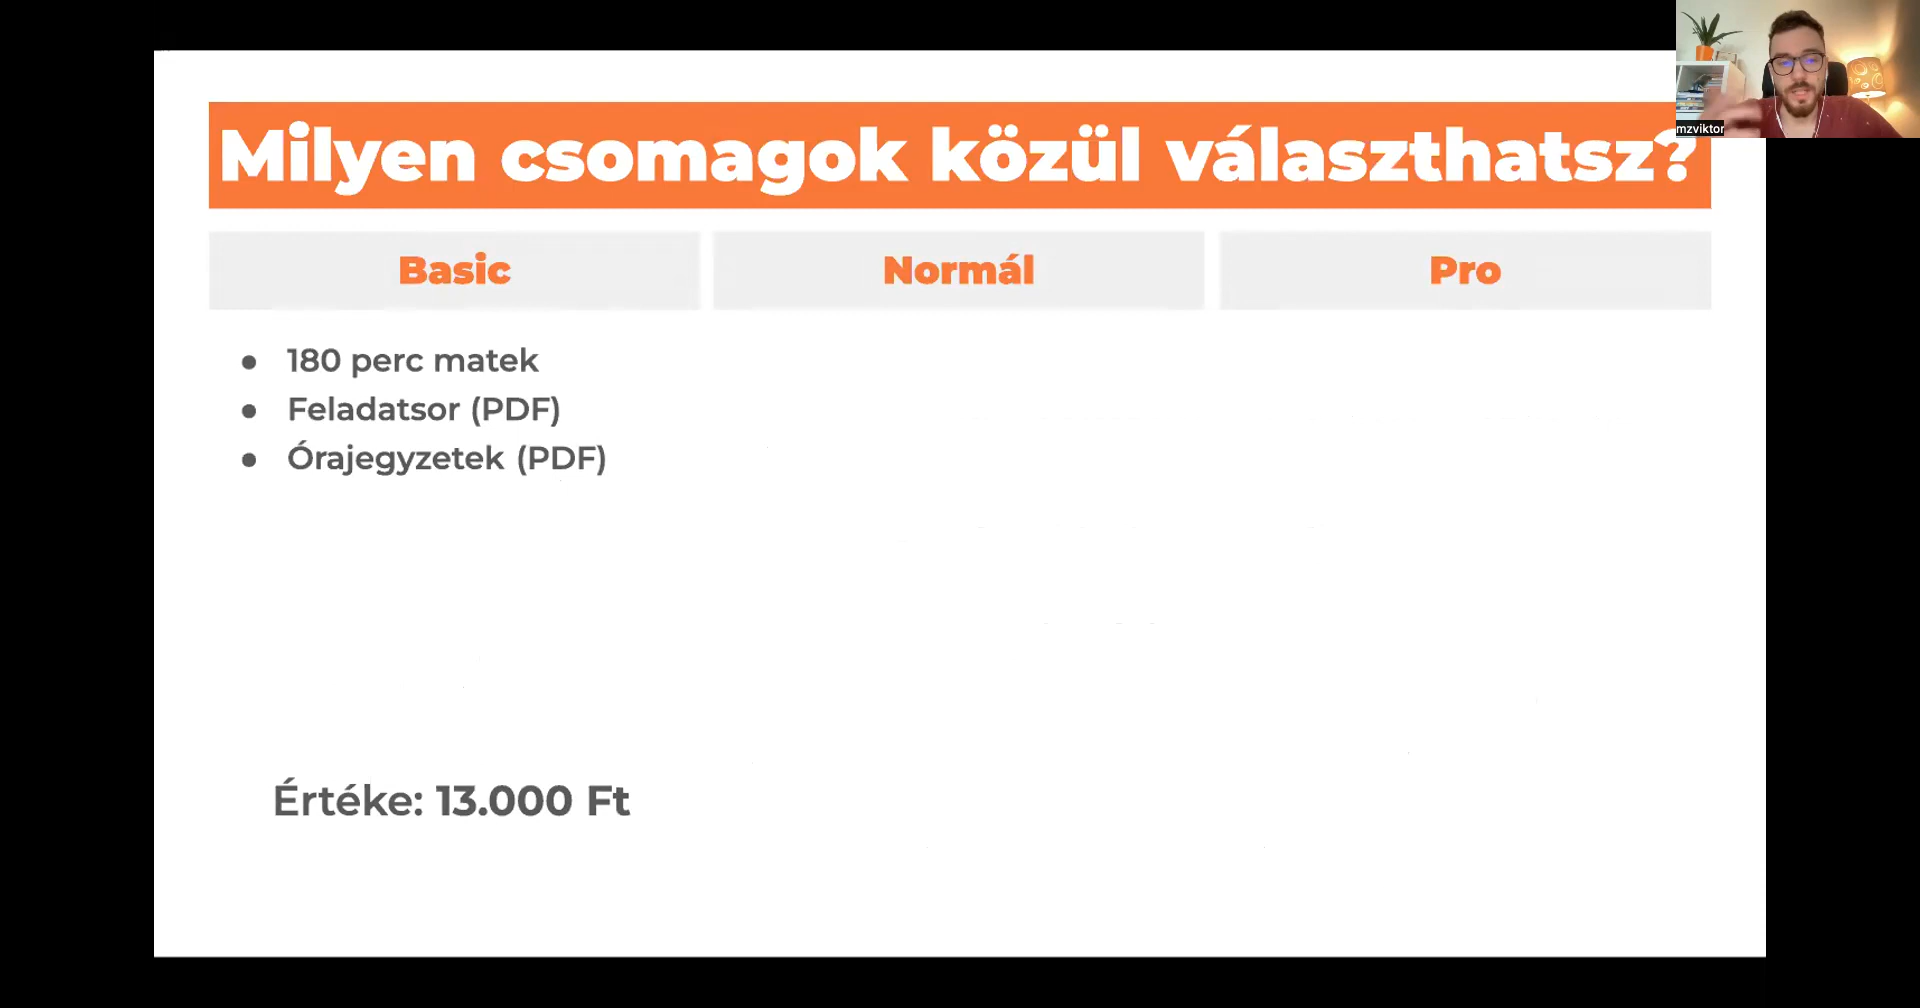 Milyen csomagok közül választhatsz?
mzviktor
Basic
Normál
Pro
● 180 perc matek
● Feladatsor (PDF)
● Órajegyzetek (PDF)
Értéke: 13.000 Ft